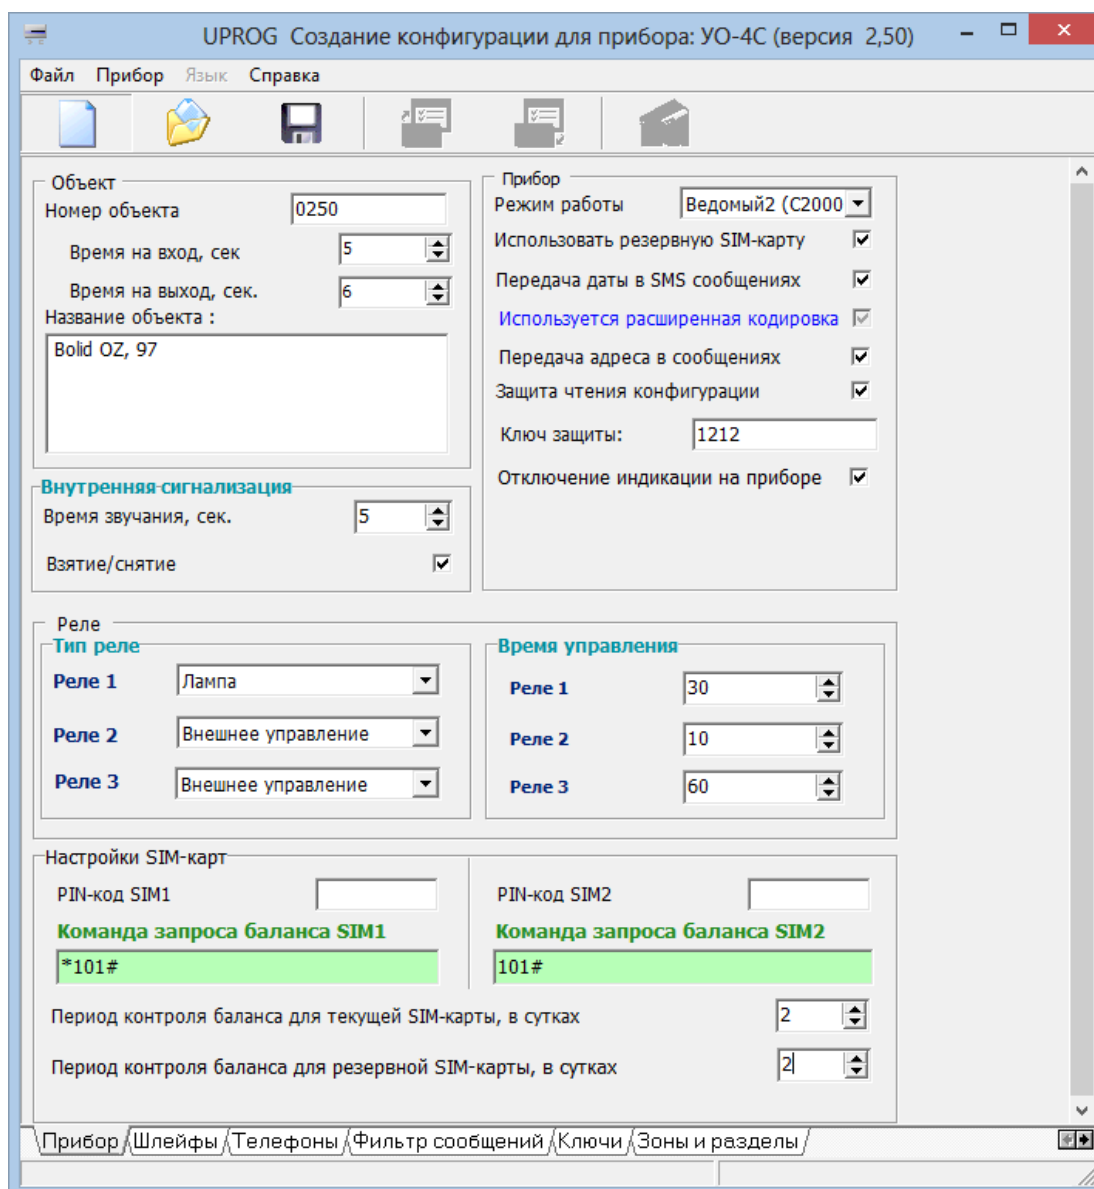 UPROG Создание конфигурации для прибора: УО-4С (версия 2,50)
Файл Прибор Язык Справка
Объект
Номер объекта 0250
Время на вход, сек 5
Время на выход, сек. 6
Название объекта :
Bolid OZ, 97
Прибор
Режим работы Ведомый2 (С2000
Использовать резервную SIM-карту
Передача даты в SMS сообщениях
Используется расширенная кодировка
Передача адреса в сообщениях
Защита чтения конфигурации
Ключ защиты: 1212
Отключение индикации на приборе
Внутренняя сигнализация
Время звучания, сек. 5
Взятие/снятие
Реле
Тип реле
Реле 1 Лампа
Реле 2 Внешнее управление
Реле 3 Внешнее управление
Время управления
Реле 1 30
Реле 2 10
Реле 3 60
Настройки SIM-карт
PIN-код SIM1
Команда запроса баланса SIM1
*101#
PIN-код SIM2
Команда запроса баланса SIM2
101#
Период контроля баланса для текущей SIM-карты, в сутках 2
Период контроля баланса для резервной SIM-карты, в сутках 2
Прибор Шлейфы Телефоны Фильтр сообщений Ключи Зоны и разделы